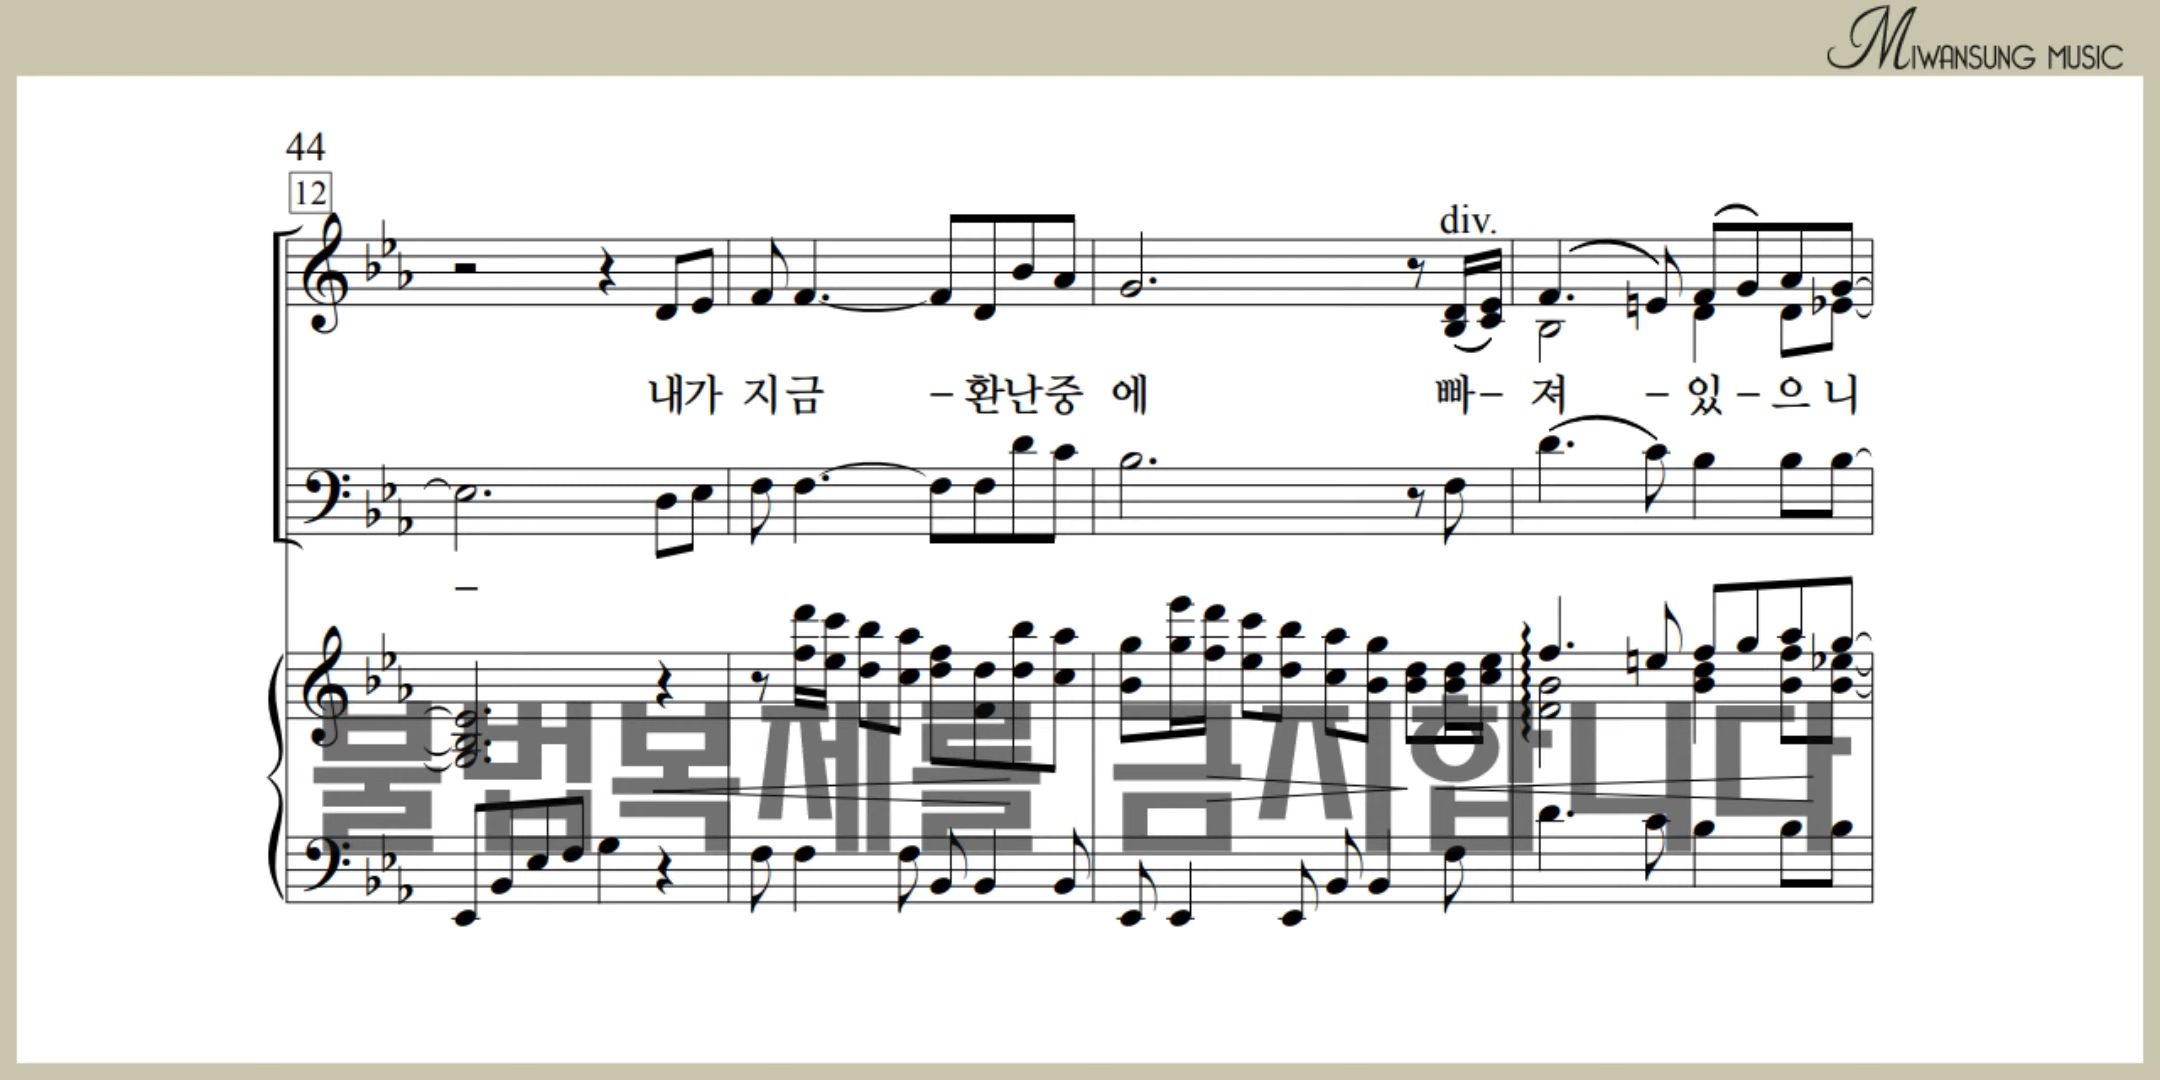 MIWANSUNG MUSIC
44
12
div.
내가 지금 – 환난중 에 빠– 져 – 있 – 으 니
–
불법복제를 금지합니다